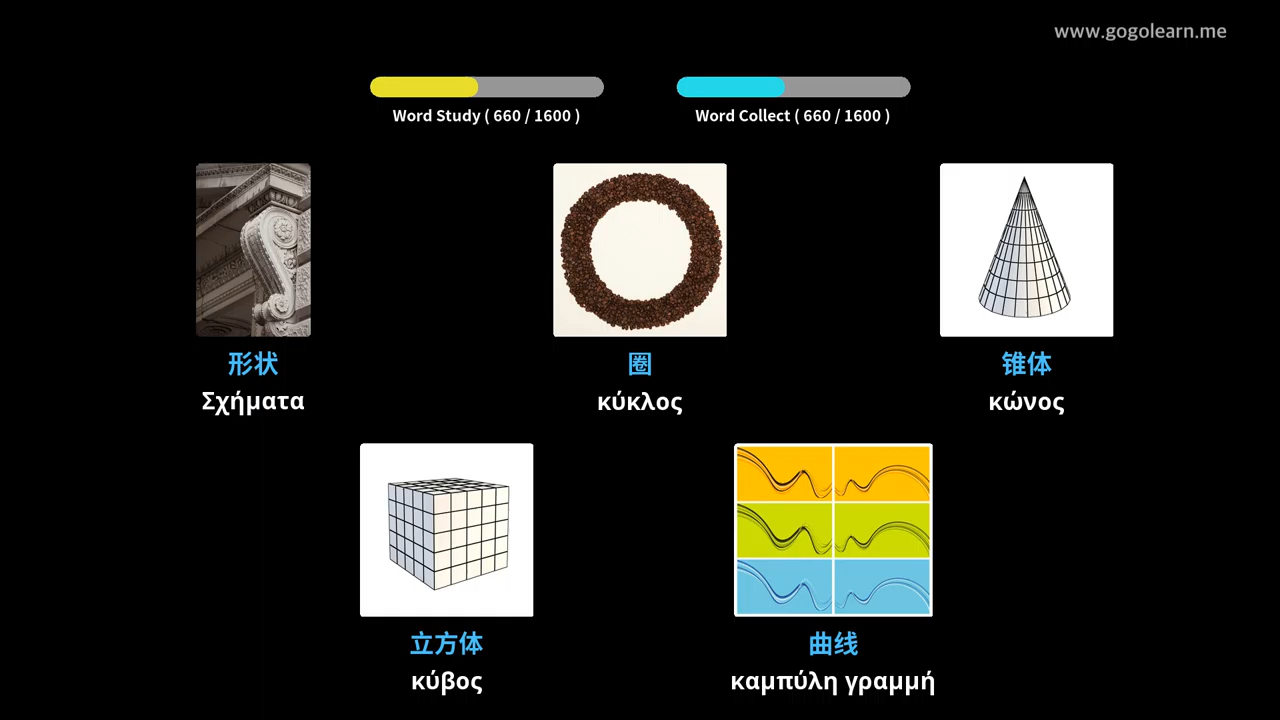 www.gogolearn.me
Word Study ( 660 / 1600 )
Word Collect ( 660 / 1600 )
形状
圈
锥体
Σχήματα
κύκλος
κώνος
立方体
曲线
κύβος
καμπύλη γραμμή